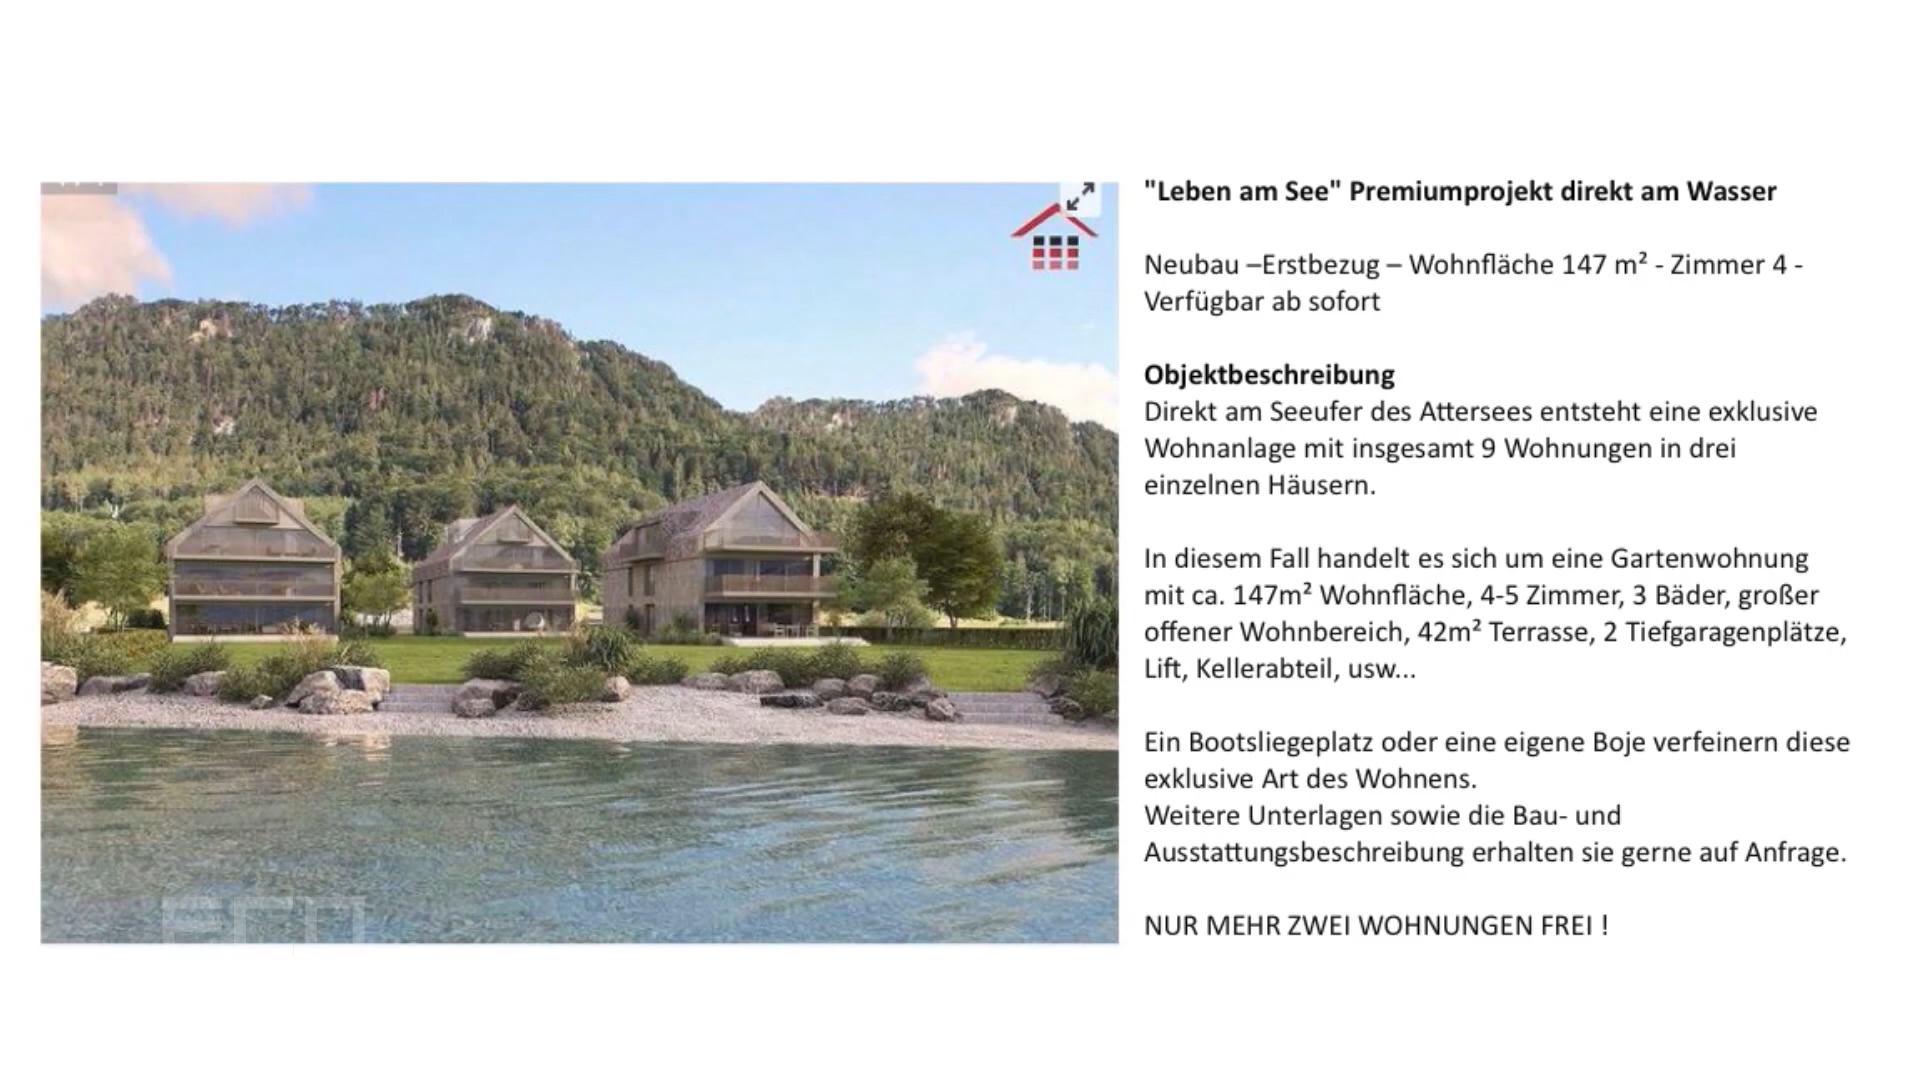 "Leben am See" Premiumprojekt direkt am Wasser
Neubau –Erstbezug – Wohnfläche 147 m² - Zimmer 4 -
Verfügbar ab sofort
Objektbeschreibung
Direkt am Seeufer des Attersees entsteht eine exklusive
Wohnanlage mit insgesamt 9 Wohnungen in drei
einzelnen Häusern.
In diesem Fall handelt es sich um eine Gartenwohnung
mit ca. 147m² Wohnfläche, 4-5 Zimmer, 3 Bäder, großer
offener Wohnbereich, 42m² Terrasse, 2 Tiefgaragenplätze,
Lift, Kellerabteil, usw...
Ein Bootsliegeplatz oder eine eigene Boje verfeinern diese
exklusive Art des Wohnens.
Weitere Unterlagen sowie die Bau- und
Ausstattungsbeschreibung erhalten sie gerne auf Anfrage.
NUR MEHR ZWEI WOHNUNGEN FREI !